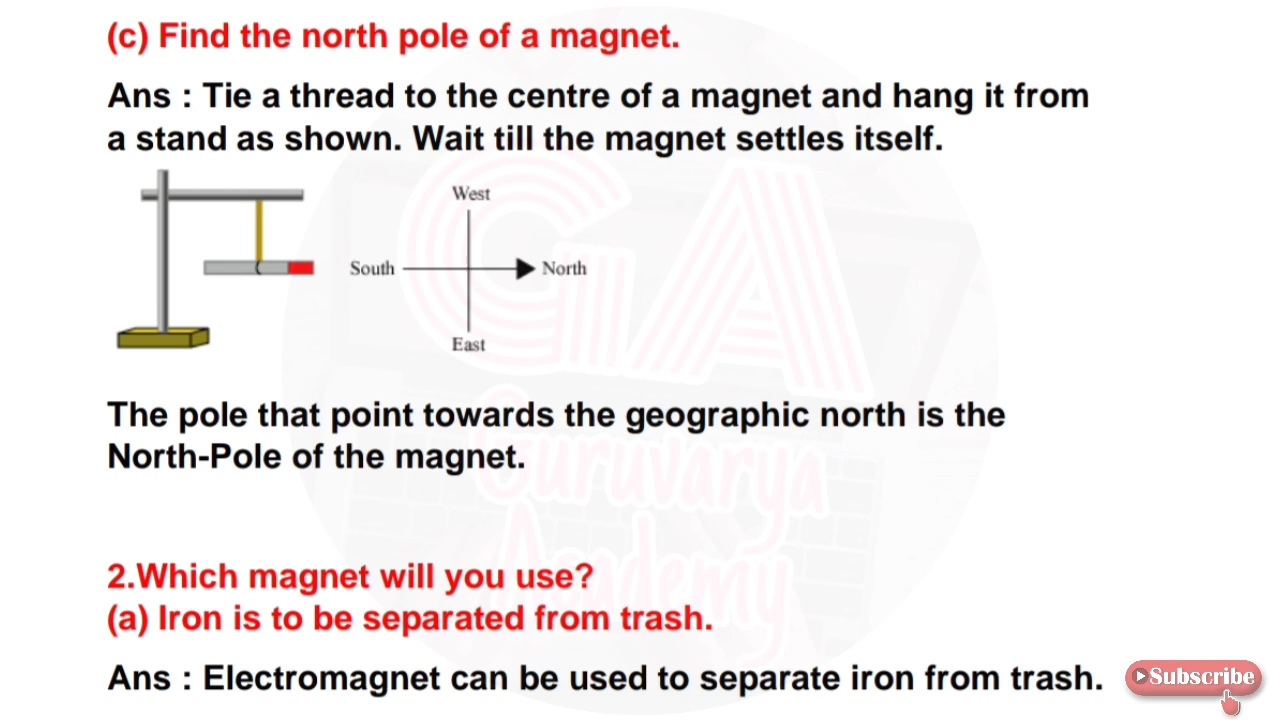 (c) Find the north pole of a magnet.
Ans : Tie a thread to the centre of a magnet and hang it from
a stand as shown. Wait till the magnet settles itself.
West
South
North
East
The pole that point towards the geographic north is the
North-Pole of the magnet.
2.Which magnet will you use?
(a) Iron is to be separated from trash.
Ans : Electromagnet can be used to separate iron from trash.
Subscribe
GA
Guruvarya
Academy